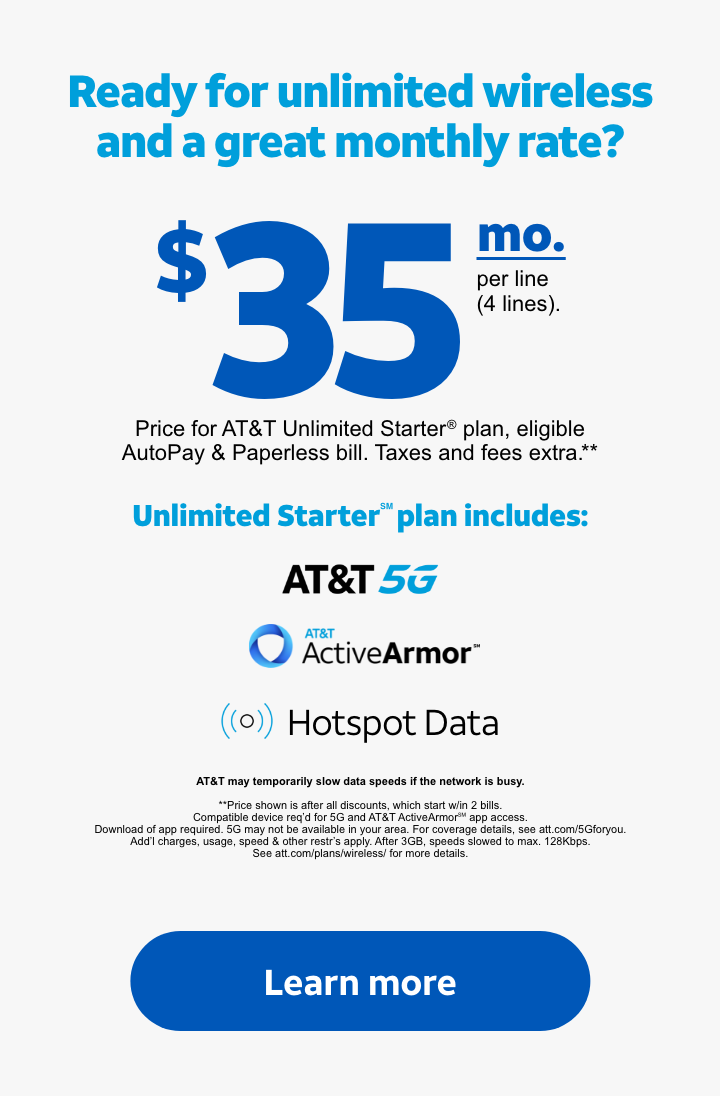 Ready for unlimited wireless
and a great monthly rate?
$35 mo.
per line
(4 lines).
Price for AT&T Unlimited Starter® plan, eligible
AutoPay & Paperless bill. Taxes and fees extra.**
Unlimited Starter℠ plan includes:
AT&T 5G
AT&T
ActiveArmor℠
Hotspot Data
AT&T may temporarily slow data speeds if the network is busy.
**Price shown is after all discounts, which start w/in 2 bills.
Compatible device req’d for 5G and AT&T ActiveArmor℠ app access.
Download of app required. 5G may not be available in your area. For coverage details, see att.com/5Gforyou.
Add’l charges, usage, speed & other restr’s apply. After 3GB, speeds slowed to max. 128Kbps.
See att.com/plans/wireless/ for more details.
Learn more